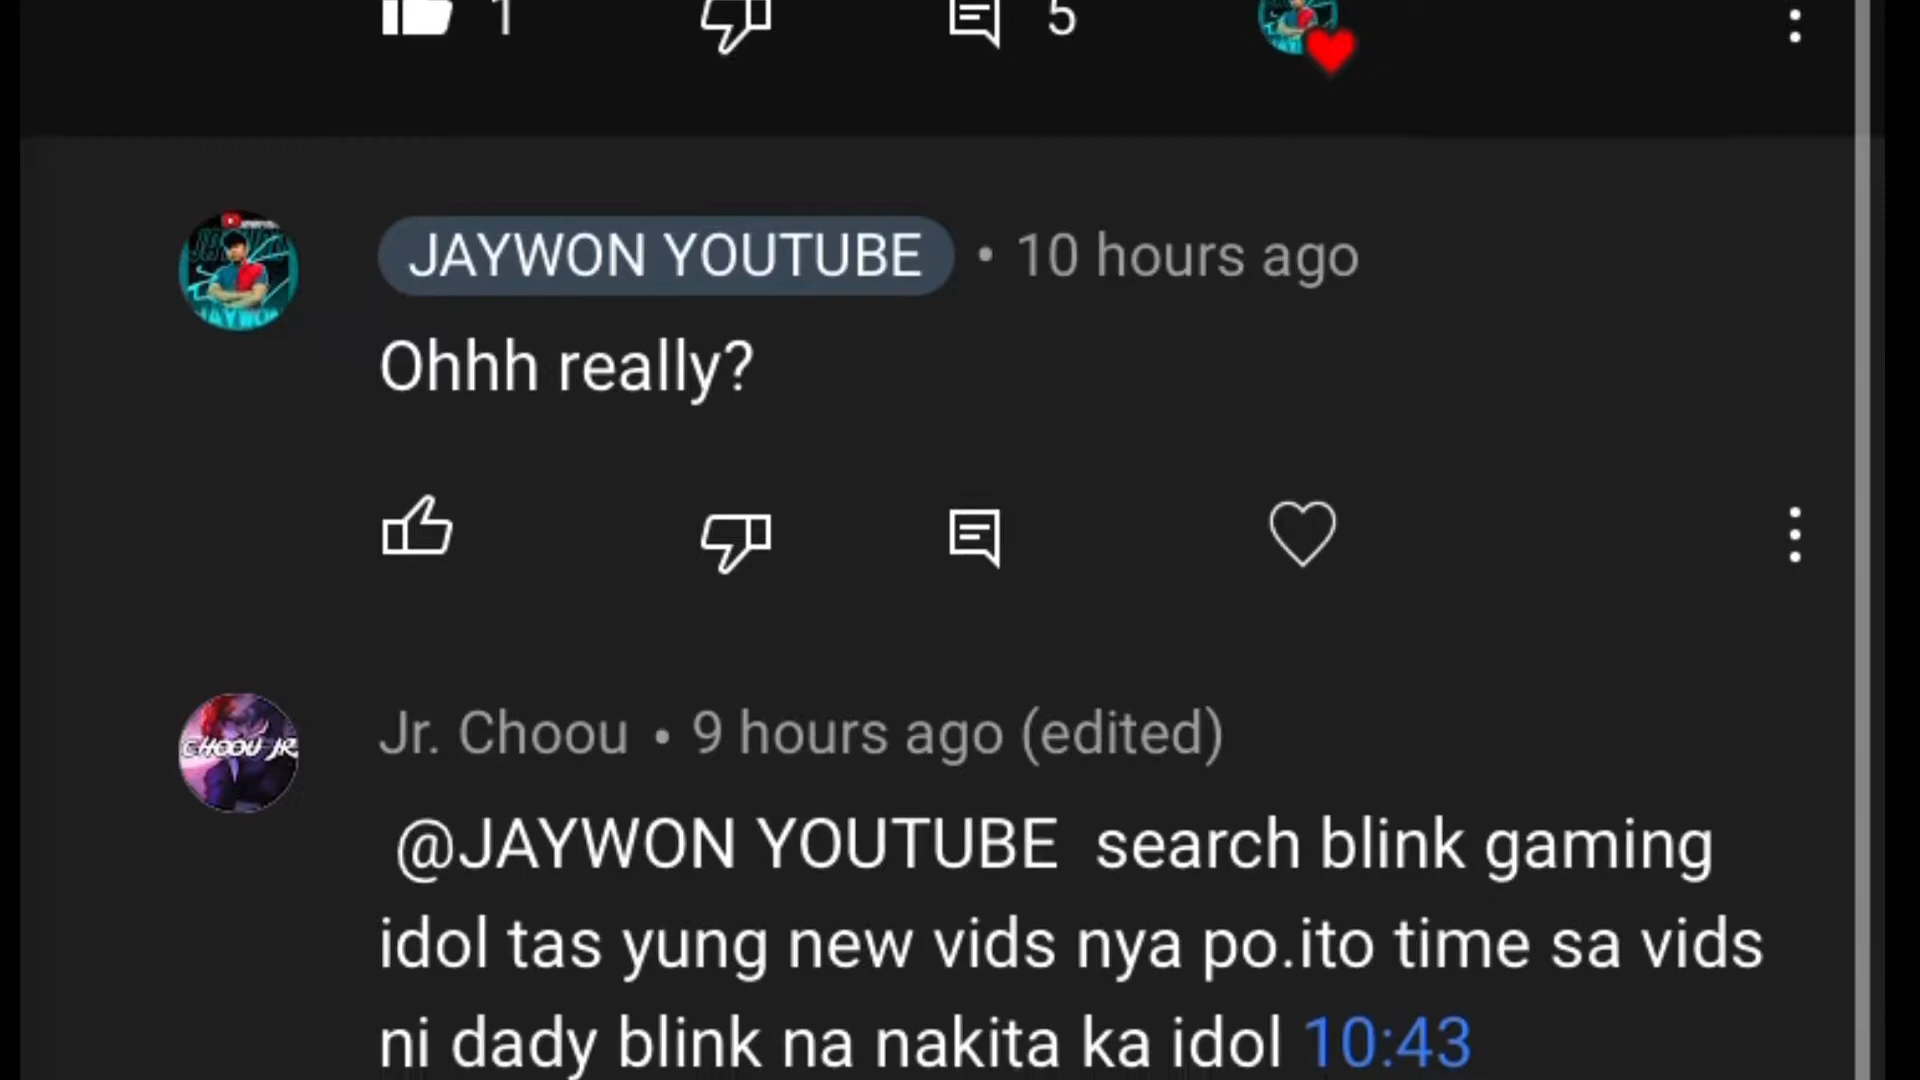 1 5
JAYWON YOUTUBE • 10 hours ago
Ohhh really?
CHOOU JR
Jr. Choou • 9 hours ago (edited)
@JAYWON YOUTUBE search blink gaming
idol tas yung new vids nya po.ito time sa vids
ni dady blink na nakita ka idol 10:43